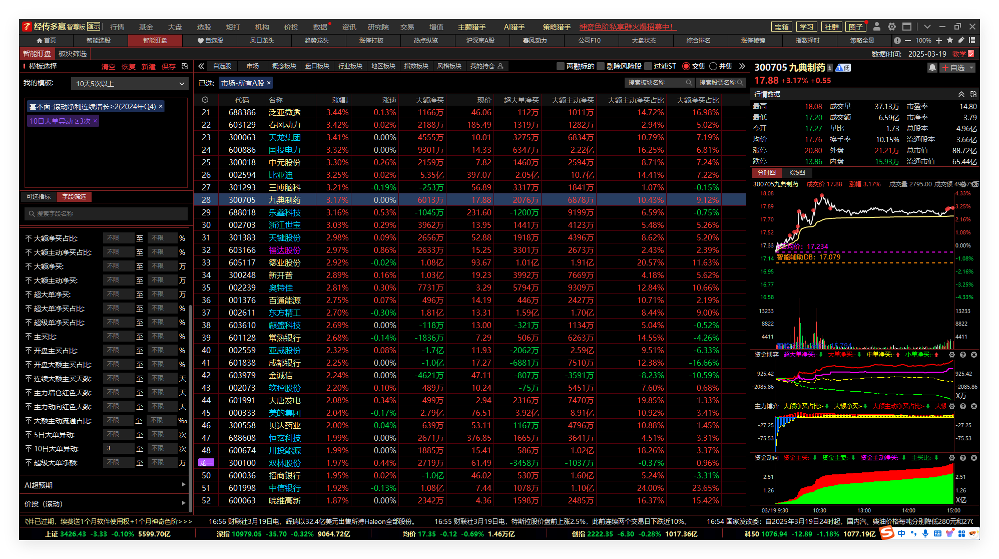 经传多赢 智尊版 演示 行情 基金 大盘 选股 短打 机构 价投 数据 资讯 研究院 交易 增值 主题猎手 AI猎手 策略猎手 神奇色阶私享群火爆招募中! 宝箱 学习 社群 圈子
首页 智能选股 智能盯盘 自选股 风口龙头 趋势龙头 涨停打板 热点纵览 沪深京A股 春风动力 公司F10 大盘状态 综合排名 涨停棱镜 指数择时 策略全景 100%
智能盯盘 板块筛选 数据时间: 2025-03-19 教学
模板选择 清空 恢复 新建 保存
我的模板: 10天5次以上
基本面-滚动净利连续增长≥2(2024年Q4) ×
10日大单异动 ≥3次 ×
可选指标 字段筛选
搜索字段名称
不 大额净买占比: 不限 至 不限 %
不 大额主动净买占比: 不限 至 不限 %
不 大额净买: 不限 至 不限 万
不 大额主动净买: 不限 至 不限 万
不 超大单净买: 不限 至 不限 万
不 超大单净买占比: 不限 至 不限 %
不 超级单净买占比: 不限 至 不限 %
不 主买比: 不限 至 不限 %
不 开盘主买占比: 不限 至 不限 %
不 开盘大额主买占比: 不限 至 不限 %
不 连续大额主买天数: 不限 至 不限 天
不 主力增仓红色天数: 不限 至 不限 天
不 主力动向红色天数: 不限 至 不限 天
不 大额主动流通占比: 不限 至 不限 ‰
不 5日大单异动: 不限 至 不限 次
不 10日大单异动: 3 至 不限 次
不 超级大单净额: 不限 至 不限 万
AI超预期
价投（滚动）
自选股 市场 概念板块 盘口板块 行业板块 地区板块 指数板块 风格板块 我的持仓 两融标的 剔除风险股 过滤ST 交集 并集
已选: 市场-所有A股 × 搜索板块名称 搜索股票名称
代码 名称 涨幅↓ 涨速 大额净买 现价 超大单净买 大额主动净买 大额主动净买占比 大额净买占比
21 688386 泛亚微透 3.44% 0.13% 1166万 46.06 112万 1011万 14.72% 16.98%
22 603129 春风动力 3.42% 0.02% 2188万 185.49 1319万 1282万 2.94% 5.02%
23 300063 天龙集团 3.41% 0.00% 4555万 10.01 3275万 6834万 10.79% 7.19%
24 600886 国投电力 3.32% 0.00% 9301万 14.33 6347万 2.22亿 16.25% 6.81%
25 300018 中元股份 3.30% 0.26% 2159万 7.82 1460万 2594万 8.71% 7.24%
26 002594 比亚迪 3.25% 0.02% 5.35亿 397.07 2.05亿 10.7亿 14.41% 7.22%
27 301293 三博脑科 3.21% -0.19% -253万 56.89 3317万 1841万 1.07% -0.15%
28 300705 九典制药 3.17% 0.00% 6013万 17.88 2076万 6878万 10.43% 9.12%
29 688018 乐鑫科技 3.16% 0.53% -1045万 231.60 -1200万 9199万 6.59% -0.75%
30 002703 浙江世宝 3.03% 0.29% 3962万 13.95 1441万 4123万 5.48% 5.26%
31 301383 天键股份 2.98% 0.09% 2656万 52.88 1918万 4396万 8.62% 5.20%
32 603166 福达股份 2.97% 0.86% 2633万 15.25 3301万 2673万 2.43% 2.39%
33 605117 德业股份 2.92% -0.02% 1.08亿 93.67 1.01亿 1.91亿 20.57% 11.63%
34 300248 新开普 2.89% 0.16% 1.03亿 19.23 3992万 7669万 4.18% 5.62%
35 002239 奥特佳 2.81% 0.30% 7731万 3.29 5794万 9309万 12.84% 10.66%
36 001376 百通能源 2.75% 0.07% 496万 14.19 446万 2427万 10.71% 2.19%
37 002611 东方精工 2.70% -0.30% 1.81亿 13.31 1.59亿 1.70亿 8.44% 9.00%
38 603610 麒盛科技 2.69% 0.00% -118万 13.00 -321万 1134万 5.04% -0.52%
39 601128 常熟银行 2.68% -0.14% -1836万 7.29 506万 6263万 14.55% -4.26%
40 002559 亚威股份 2.32% 0.08% -1.7亿 11.93 -2062万 2.59亿 9.51% -6.33%
41 601838 成都银行 2.25% 0.00% -1.0亿 17.27 -6881万 7510万 12.38% -16.66%
42 603979 金诚信 2.24% 0.00% -4621万 47.11 -807万 -3591万 -8.23% -10.59%
43 002073 软控股份 2.20% 0.10% 489万 10.24 -75万 5451万 7.60% 0.68%
44 601991 大唐发电 2.08% 0.34% 499万 2.94 2316万 7470万 19.85% 1.33%
45 000333 美的集团 2.04% -0.17% 2.79亿 76.51 3.92亿 8.91亿 10.92% 3.41%
46 300558 贝达药业 2.00% -0.04% 639万 53.11 -1167万 4796万 10.88% 1.45%
47 688608 恒玄科技 1.99% 0.00% 2671万 376.85 1665万 3641万 4.51% 3.31%
48 600674 川投能源 1.99% 0.00% 1885万 15.41 586万 1.02亿 18.26% 3.37%
龙一 300100 双林股份 1.97% 0.44% 2719万 61.49 -3458万 -1037万 -0.37% 0.96%
50 600036 招商银行 1.95% 0.02% -1.0亿 46.02 530万 1.60亿 5.24% -3.31%
51 601998 中信银行 1.92% -0.13% 1.08亿 7.44 1078万 1.10亿 24.00% 23.65%
52 600063 皖维高新 1.87% 0.00% 2342万 4.36 1598万 2485万 16.37% 15.42%
300705 九典制药 低 自选
17.88 +3.17% +0.55
行情数据
最高 18.08 成交量 37.13万 市盈率 14.80
最低 17.20 成交额 6.59亿 市净率 3.79
今开 17.27 量比 1.73 总股本 4.96亿
均价 17.76 换手率 10.15% 流通股本 3.66亿
涨停 20.80 外盘 21.21万 总市值 88.72亿
跌停 13.86 内盘 15.93万 流通市值 65.44亿
分时图 K线图
300705九典制药 成交价 17.88 涨幅 3.17% 成交量 2795.00 成交额
18.08 4.33%
17.89 3.25%
17.70 2.16%
17.52 1.08%
17.33 均价: 17.234 0.00%
17.14 智能辅助DB: 17.079 -1.08%
16.95 -2.16%
16.77 -3.25%
16.58 -4.33%
13233 13233
8822 8822
4411 4411
资金博弈 超大单净买:- 大单净买:- 中单净买:- 小单净买:-
925.42 925.42
-2085.86 -2085.86
X万
主力博弈 大额净买占比:- 大额净买:- 大额主动净买占比:- 大额
-27.25 -27.25
-75.53 -75.53
资金动向 资金主买:- 资金主卖:- 资金主动净买:- 主买比:-
2.51 2.51
1.26 1.26
X亿
03/19 9:30 10:30 13:00 14:00 15:00
件已过期，续费送1个月软件使用权+1个月神奇色阶>>> 16:56 财联社3月19日电，辉瑞以32.4亿美元出售所持Haleon全部股份。 16:55 财联社3月19日电，特斯拉股价盘前上涨2.5%，此前连续两个交易日下跌近10%。 16:54 国家发改委：自2025年3月19日24时起，国内汽、柴油价格每吨分别降低280元和270
上证 3426.43 -3.33 -0.10% 5599.70亿 深指 10979.05 -35.70 -0.32% 9064.72亿 均价 17.35 -0.12 -0.69% 1.46万亿 创指 2222.35 -6.30 -0.28% 1017.36亿 科50 1076.94 -12.89 -1.18% 1077.19亿 中